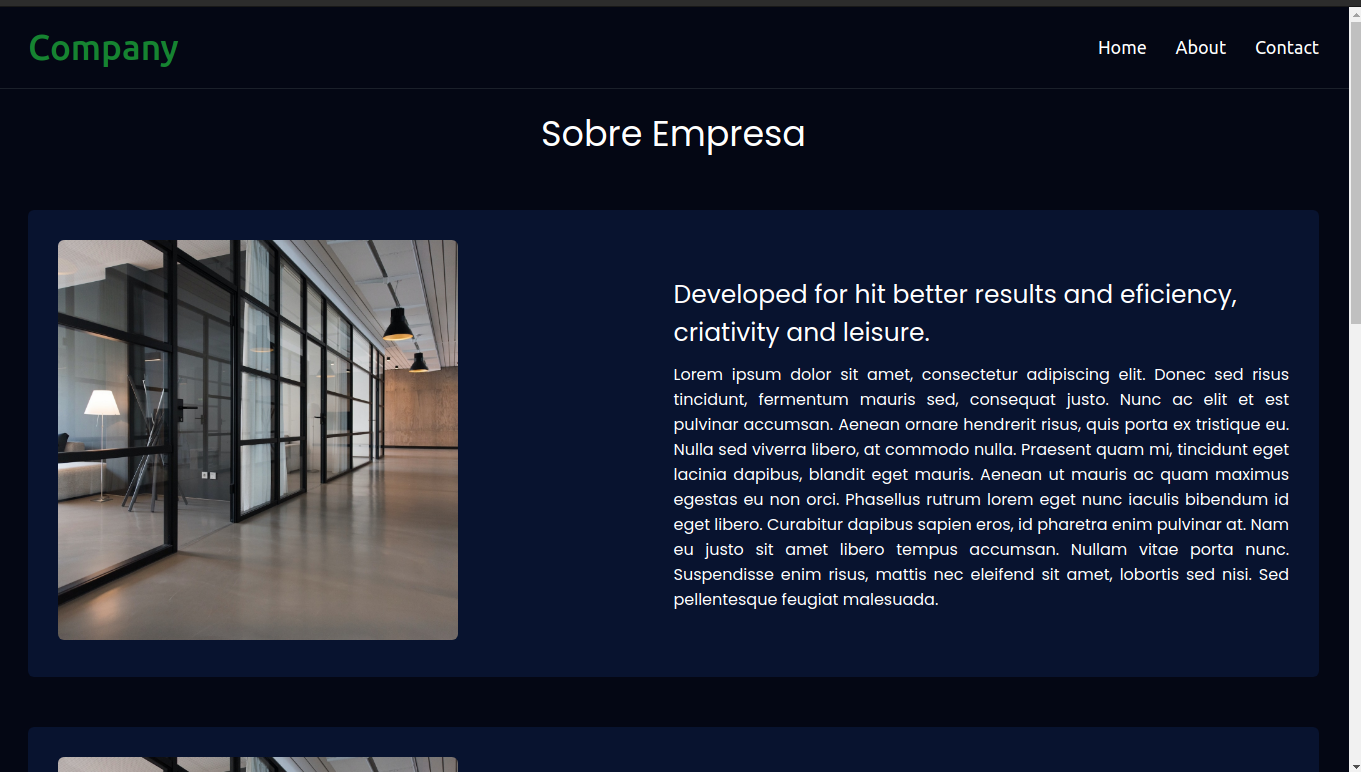 Company
Home About Contact
Sobre Empresa
Developed for hit better results and eficiency,
criativity and leisure.
Lorem ipsum dolor sit amet, consectetur adipiscing elit. Donec sed risus
tincidunt, fermentum mauris sed, consequat justo. Nunc ac elit et est
pulvinar accumsan. Aenean ornare hendrerit risus, quis porta ex tristique eu.
Nulla sed viverra libero, at commodo nulla. Praesent quam mi, tincidunt eget
lacinia dapibus, blandit eget mauris. Aenean ut mauris ac quam maximus
egestas eu non orci. Phasellus rutrum lorem eget nunc iaculis bibendum id
eget libero. Curabitur dapibus sapien eros, id pharetra enim pulvinar at. Nam
eu justo sit amet libero tempus accumsan. Nullam vitae porta nunc.
Suspendisse enim risus, mattis nec eleifend sit amet, lobortis sed nisi. Sed
pellentesque feugiat malesuada.